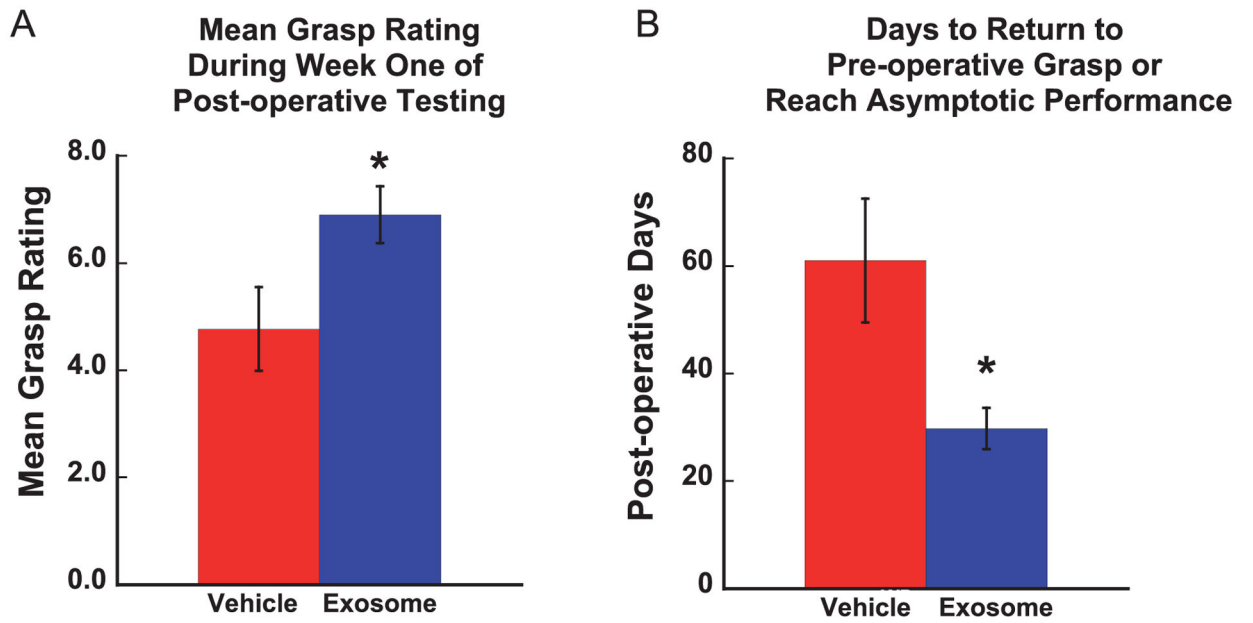 A
Mean Grasp Rating
During Week One of
Post-operative Testing
Mean Grasp Rating
8.0
6.0
4.0
2.0
0.0
*
Vehicle Exosome
B
Days to Return to
Pre-operative Grasp or
Reach Asymptotic Performance
Post-operative Days
80
60
40
20
0
*
Vehicle Exosome